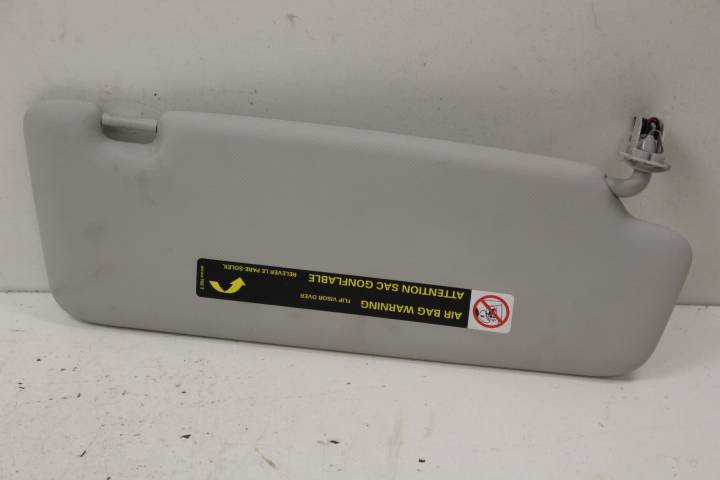 AIR BAG WARNING
FLIP VISOR OVER
ATTENTION SAC GONFLABLE
RELEVER LE PARE-SOLEIL